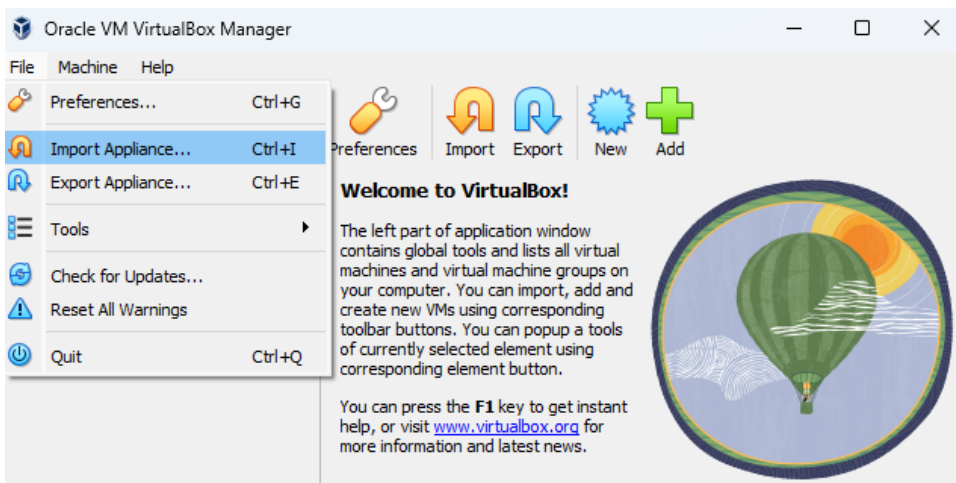 Oracle VM VirtualBox Manager
File Machine Help
Preferences... Ctrl+G
Import Appliance... Ctrl+I
Export Appliance... Ctrl+E
Tools
Check for Updates...
Reset All Warnings
Quit Ctrl+Q
Preferences Import Export New Add
Welcome to VirtualBox!
The left part of application window
contains global tools and lists all virtual
machines and virtual machine groups on
your computer. You can import, add and
create new VMs using corresponding
toolbar buttons. You can popup a tools
of currently selected element using
corresponding element button.
You can press the F1 key to get instant
help, or visit www.virtualbox.org for
more information and latest news.